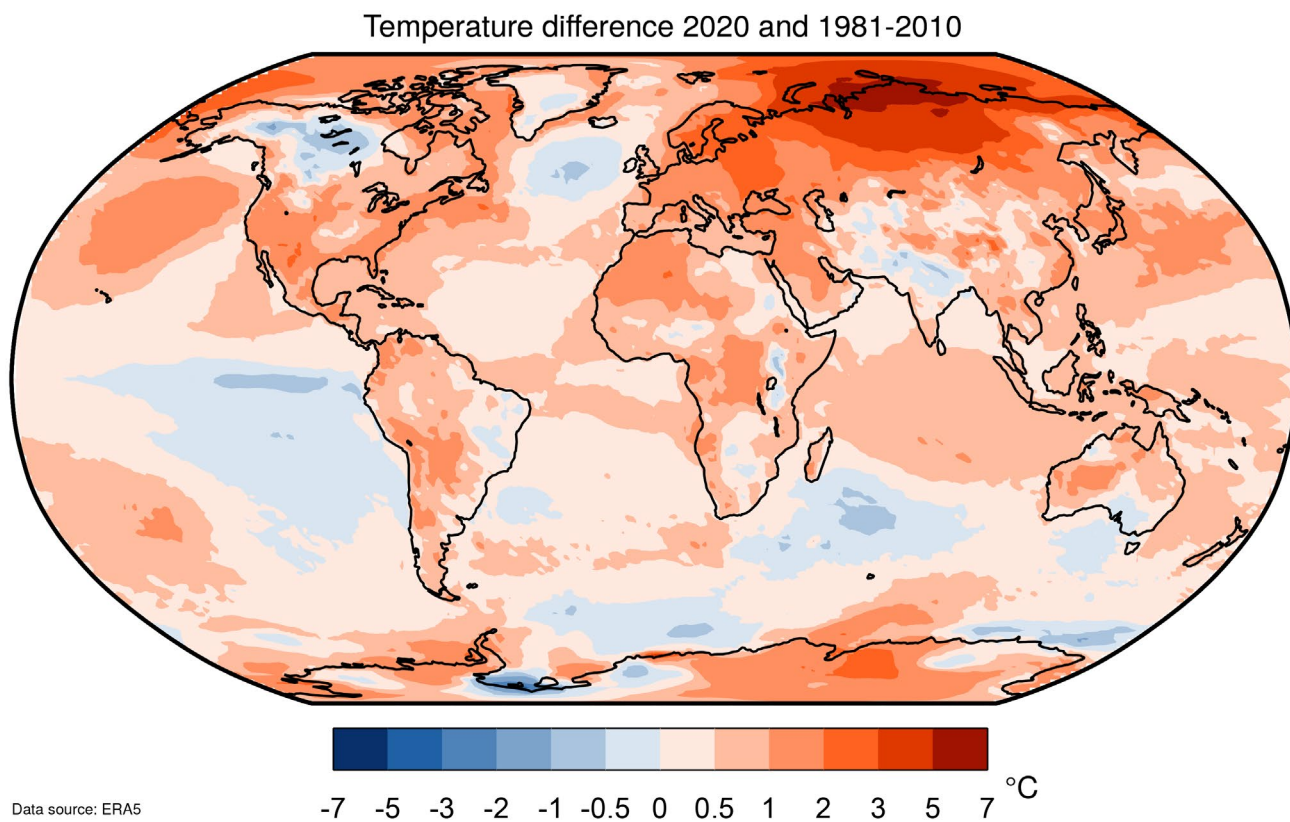 Temperature difference 2020 and 1981-2010
-7 -5 -3 -2 -1 -0.5 0 0.5 1 2 3 5 7 °C
Data source: ERA5